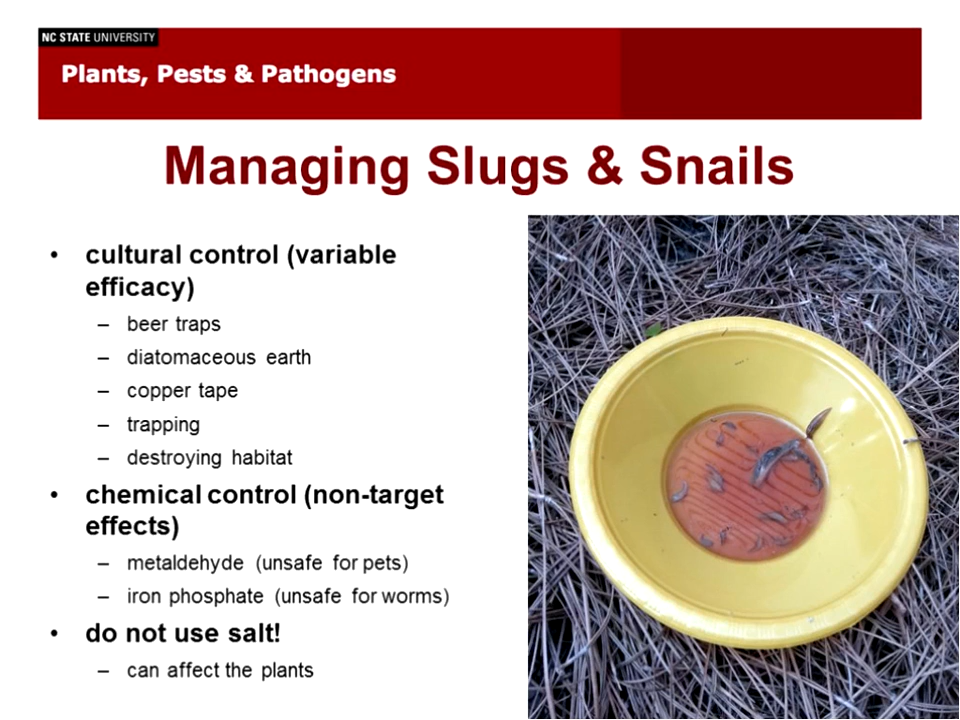 NC STATE UNIVERSITY
Plants, Pests & Pathogens
Managing Slugs & Snails
• cultural control (variable
efficacy)
– beer traps
– diatomaceous earth
– copper tape
– trapping
– destroying habitat
• chemical control (non-target
effects)
– metaldehyde (unsafe for pets)
– iron phosphate (unsafe for worms)
• do not use salt!
– can affect the plants